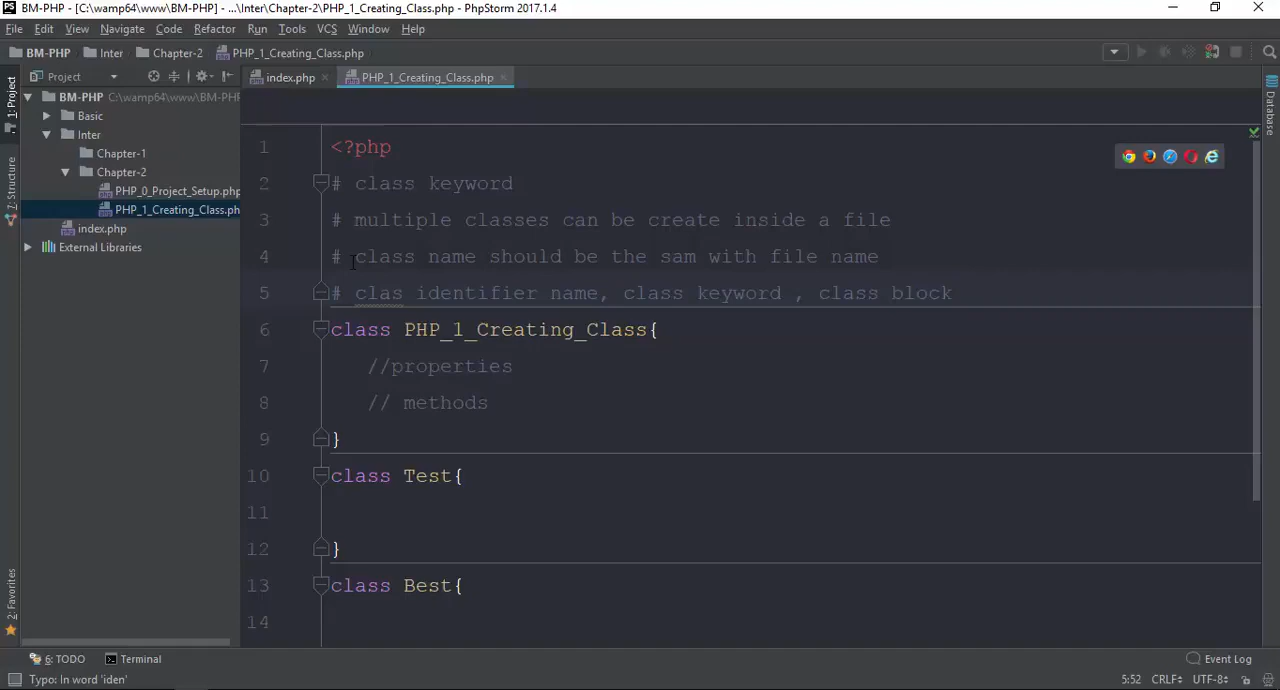 PS BM-PHP - [C:\wamp64\www\BM-PHP] - ...\Inter\Chapter-2\PHP_1_Creating_Class.php - PhpStorm 2017.1.4
File Edit View Navigate Code Refactor Run Tools VCS Window Help
BM-PHP Inter Chapter-2 PHP_1_Creating_Class.php
Project index.php PHP_1_Creating_Class.php
1: Project
7: Structure
2: Favorites
Database
BM-PHP C:\wamp64\www\BM-PHP
Basic
Inter
Chapter-1
Chapter-2
PHP_0_Project_Setup.php
PHP_1_Creating_Class.ph
index.php
External Libraries
1 <?php
2 # class keyword
3 # multiple classes can be create inside a file
4 # class name should be the sam with file name
5 # clas identifier name, class keyword , class block
6 class PHP_1_Creating_Class{
7 //properties
8 // methods
9 }
10 class Test{
11
12 }
13 class Best{
14
6: TODO Terminal Event Log
Typo: In word 'iden' 5:52 CRLF UTF-8